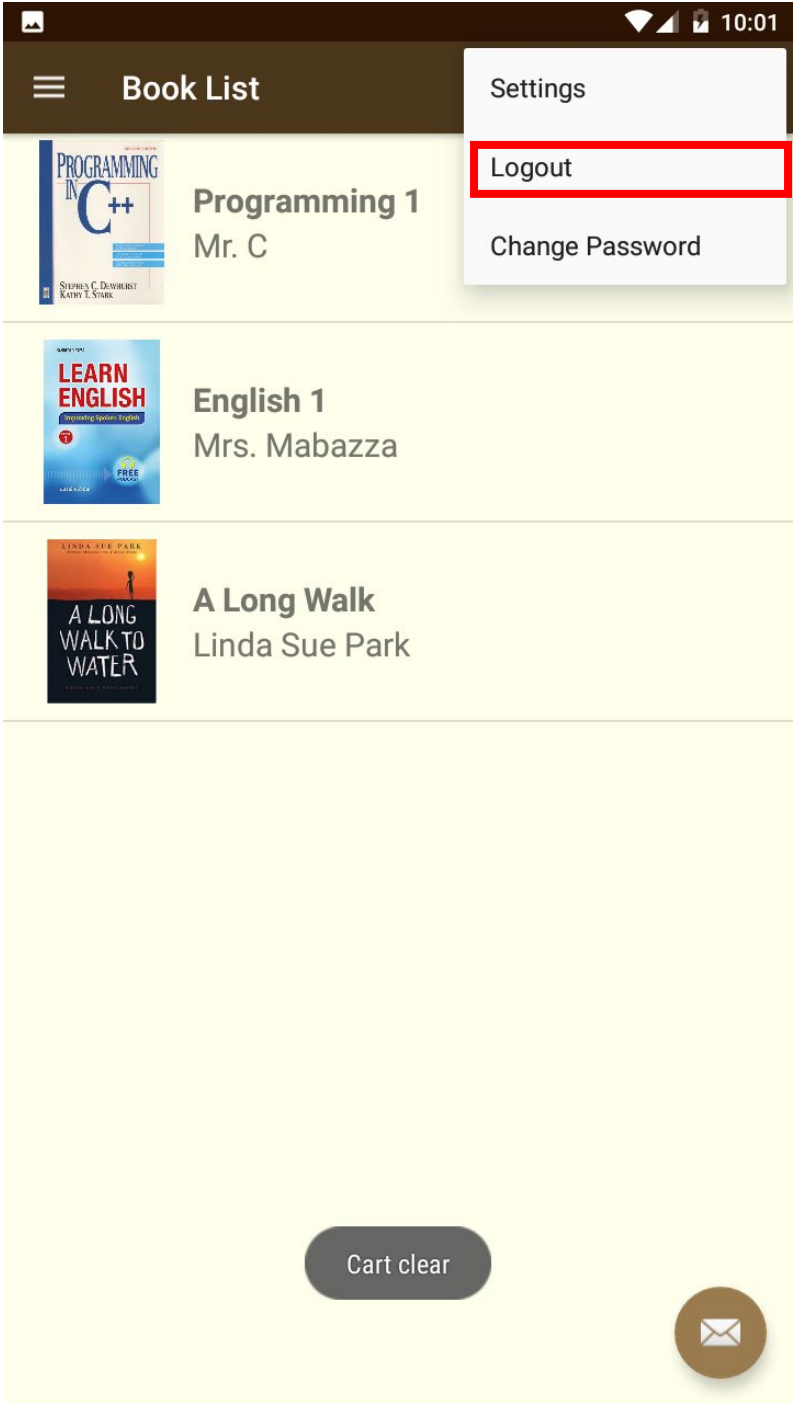 10:01
Book List
Settings
Logout
Change Password
PROGRAMMING
IN
C++
STEPHEN C. DEWHURST
KATHY T. STARK
Programming 1
Mr. C
LEARN
ENGLISH
Improving Spoken English
1
FREE
PODCAST
English 1
Mrs. Mabazza
LINDA SUE PARK
A LONG
WALK TO
WATER
A Long Walk
Linda Sue Park
Cart clear